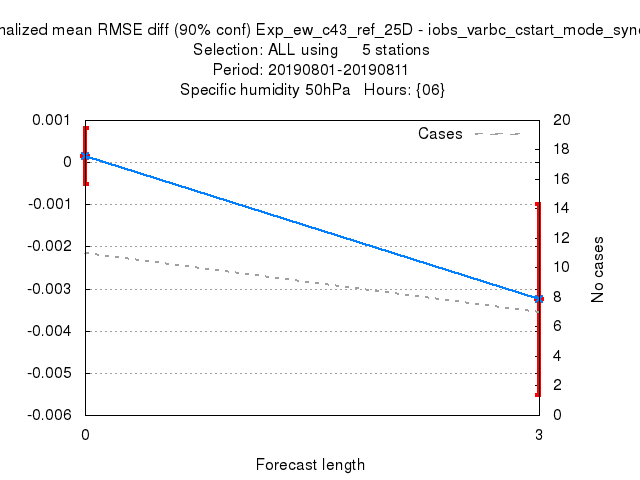 nalized mean RMSE diff (90% conf) Exp_ew_c43_ref_25D - iobs_varbc_cstart_mode_sync
Selection: ALL using 5 stations
Period: 20190801-20190811
Specific humidity 50hPa Hours: {06}
Cases
0.001
0
-0.001
-0.002
-0.003
-0.004
-0.005
-0.006
20
18
16
14
12
10
8
6
4
2
0
No cases
0 3
Forecast length